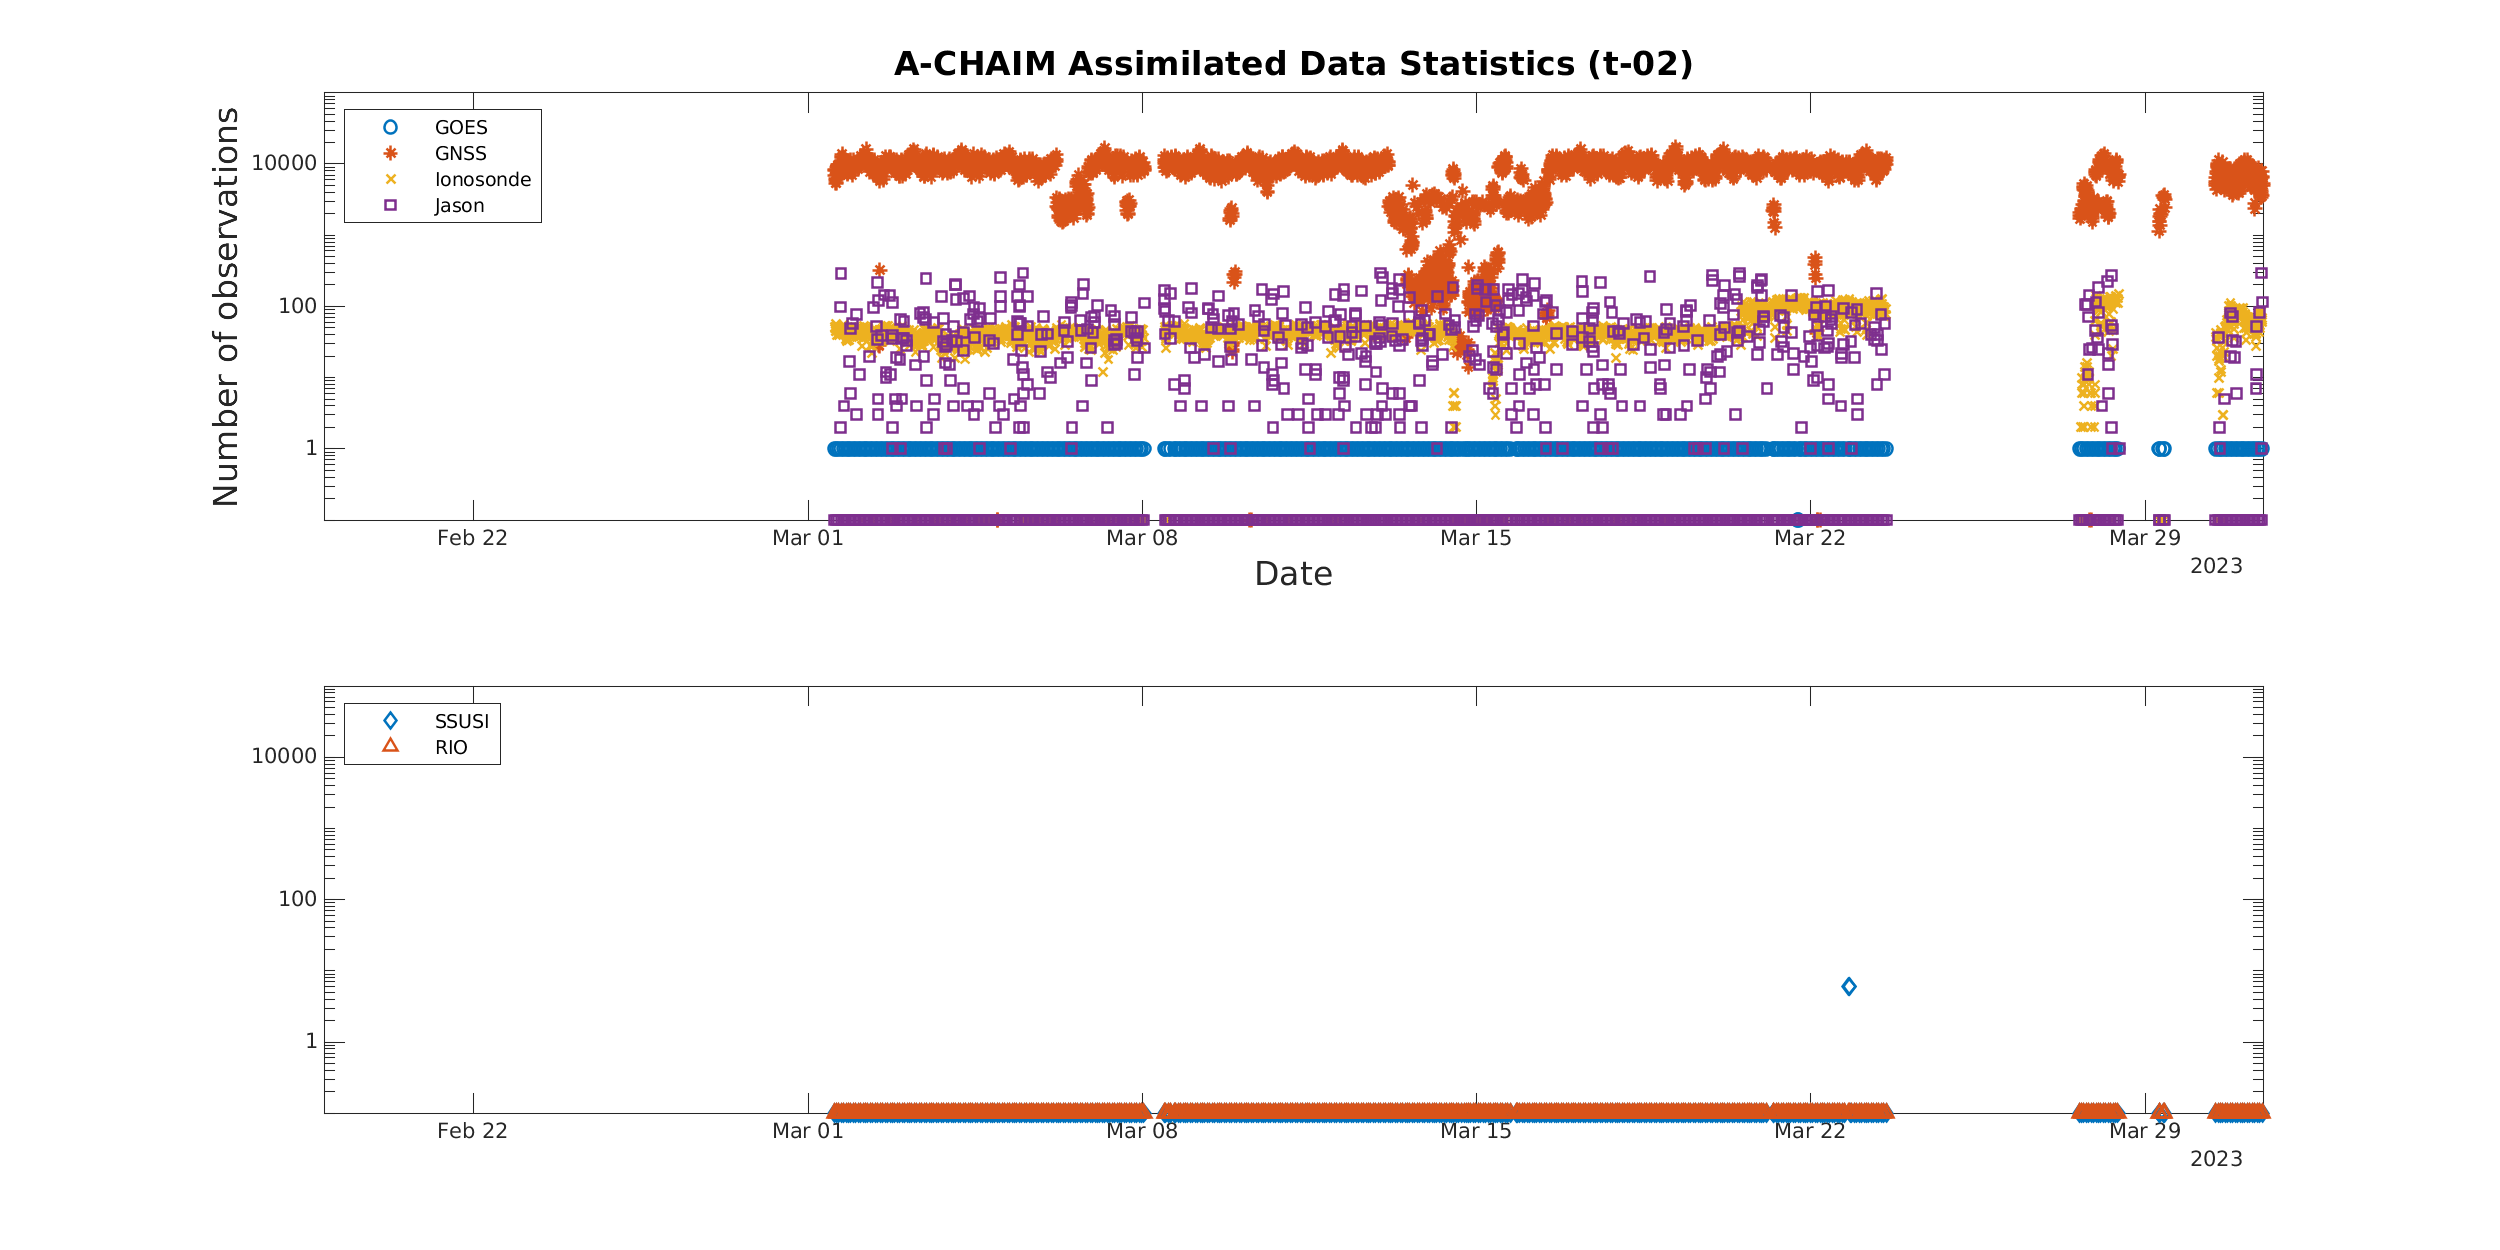 A-CHAIM Assimilated Data Statistics (t-02)
Number of observations
10000
100
1
GOES
GNSS
Ionosonde
Jason
Feb 22
Mar 01
Mar 08
Mar 15
Mar 22
Mar 29
2023
Date
10000
100
1
SSUSI
RIO
Feb 22
Mar 01
Mar 08
Mar 15
Mar 22
Mar 29
2023